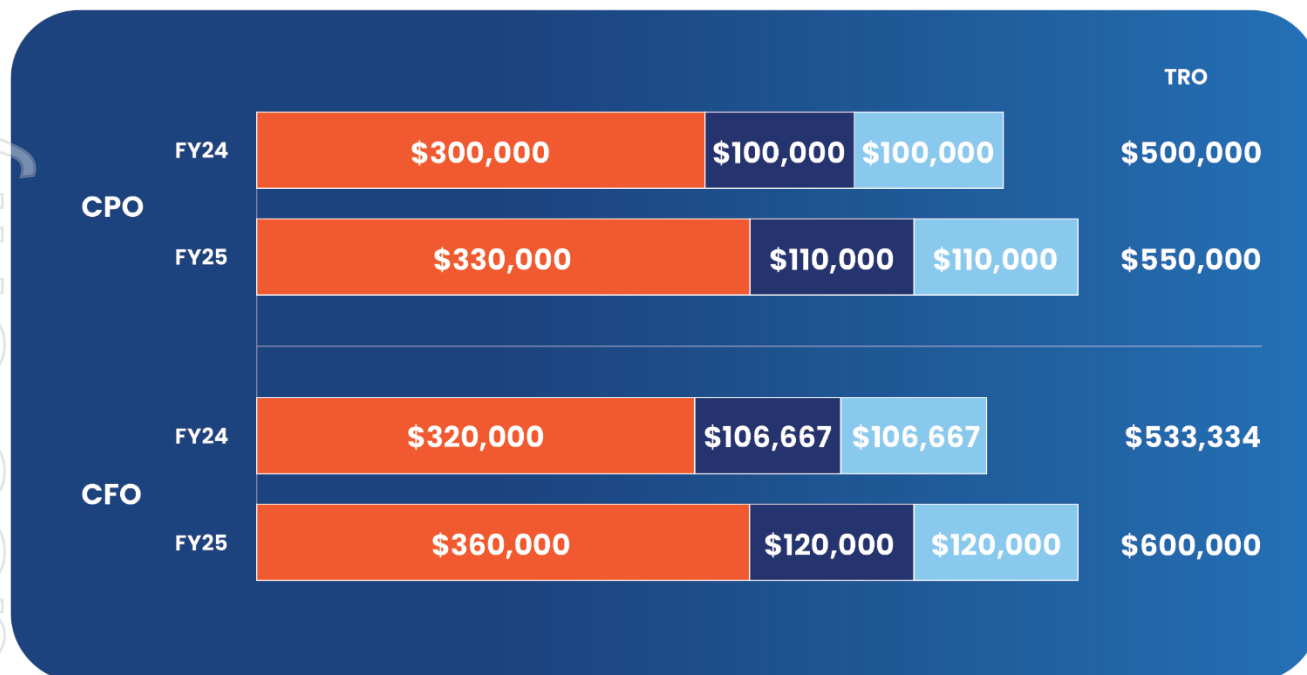 TRO
FY24 $300,000 $100,000 $100,000 $500,000
CPO
FY25 $330,000 $110,000 $110,000 $550,000
FY24 $320,000 $106,667 $106,667 $533,334
CFO
FY25 $360,000 $120,000 $120,000 $600,000